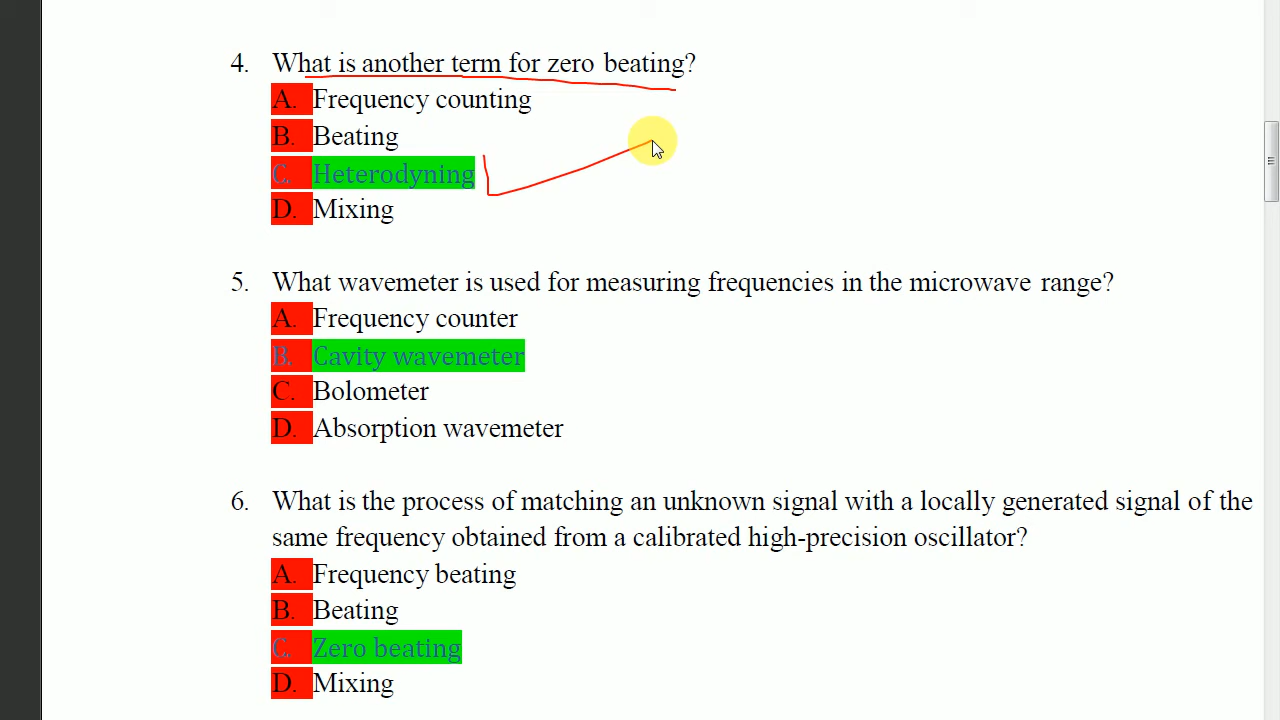 4. What is another term for zero beating?
A. Frequency counting
B. Beating
C. Heterodyning
D. Mixing
5. What wavemeter is used for measuring frequencies in the microwave range?
A. Frequency counter
B. Cavity wavemeter
C. Bolometer
D. Absorption wavemeter
6. What is the process of matching an unknown signal with a locally generated signal of the
same frequency obtained from a calibrated high-precision oscillator?
A. Frequency beating
B. Beating
C. Zero beating
D. Mixing